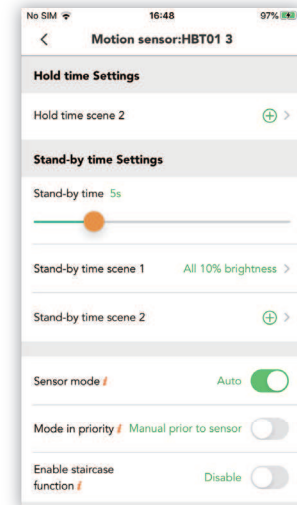 No SIM 16:48 97%
Motion sensor:HBT01 3
Hold time Settings
Hold time scene 2
Stand-by time Settings
Stand-by time 5s
Stand-by time scene 1 All 10% brightness
Stand-by time scene 2
Sensor mode i Auto
Mode in priority i Manual prior to sensor
Enable staircase
function i Disable